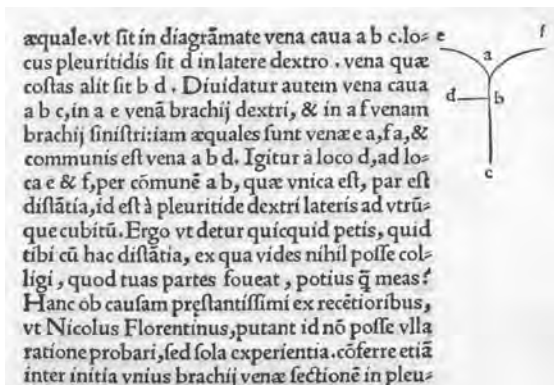 æquale.vt sit in diagrãmate vena caua a b c.lo=
cus pleuritidis sit d in latere dextro . vena quæ
costas alit sit b d . Diuidatur autem vena caua
a b c,in a e venã brachij dextri, & in a f venam
brachij sinistri:iam æquales sunt venæ e a,f a,&
communis est vena a b d. Igitur à loco d,ad lo=
ca e & f,per cõmunẽ a b, quæ vnica est, par est
distãtia,id est à pleuritide dextri lateris ad vtrũ=
que cubitũ. Ergo vt detur quicquid petis, quid
tibi cũ hac distãtia, ex qua vides nihil posse col=
ligi , quod tuas partes foueat , potius q̃ meas?
Hanc ob causam pręstantissimi ex recẽtioribus,
vt Nicolus Florentinus,putant id nõ posse vlla
ratione probari,sed sola experientia.cõferre etiã
inter initia vnius brachij venæ sectionẽ in pleu=
e f
a
d b
c